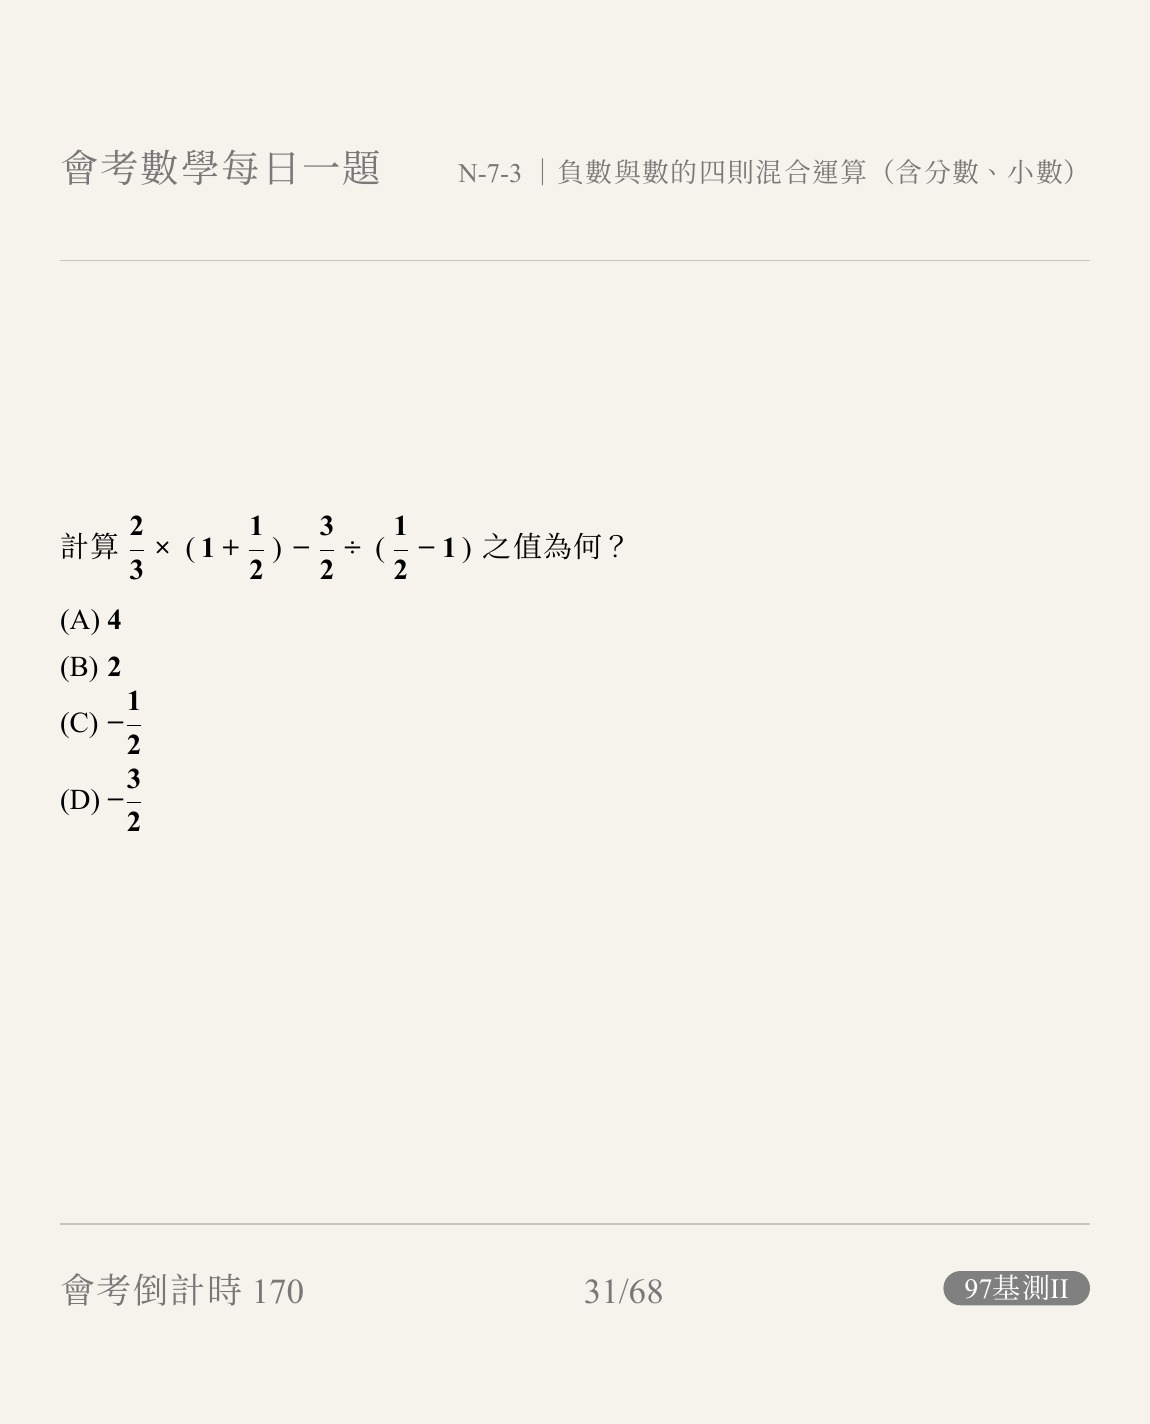 會考數學每日一題
N-7-3｜負數與數的四則混合運算（含分數、小數）
計算 2/3 × ( 1 + 1/2 ) − 3/2 ÷ ( 1/2 − 1 ) 之值為何？
(A) 4
(B) 2
(C) −1/2
(D) −3/2
會考倒計時 170
31/68
97基測II